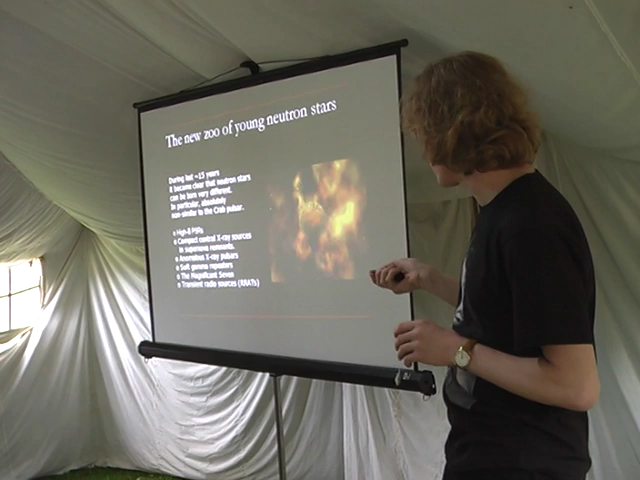 The new zoo of young neutron stars
During last ~15 years
it became clear that neutron stars
can be born very different.
In particular, absolutely
non-similar to the Crab pulsar.
o High-B PSRs
o Compact central X-ray sources
in supernova remnants.
o Anomalous X-ray pulsars
o Soft gamma repeaters
o The Magnificent Seven
o Transient radio sources (RRATs)